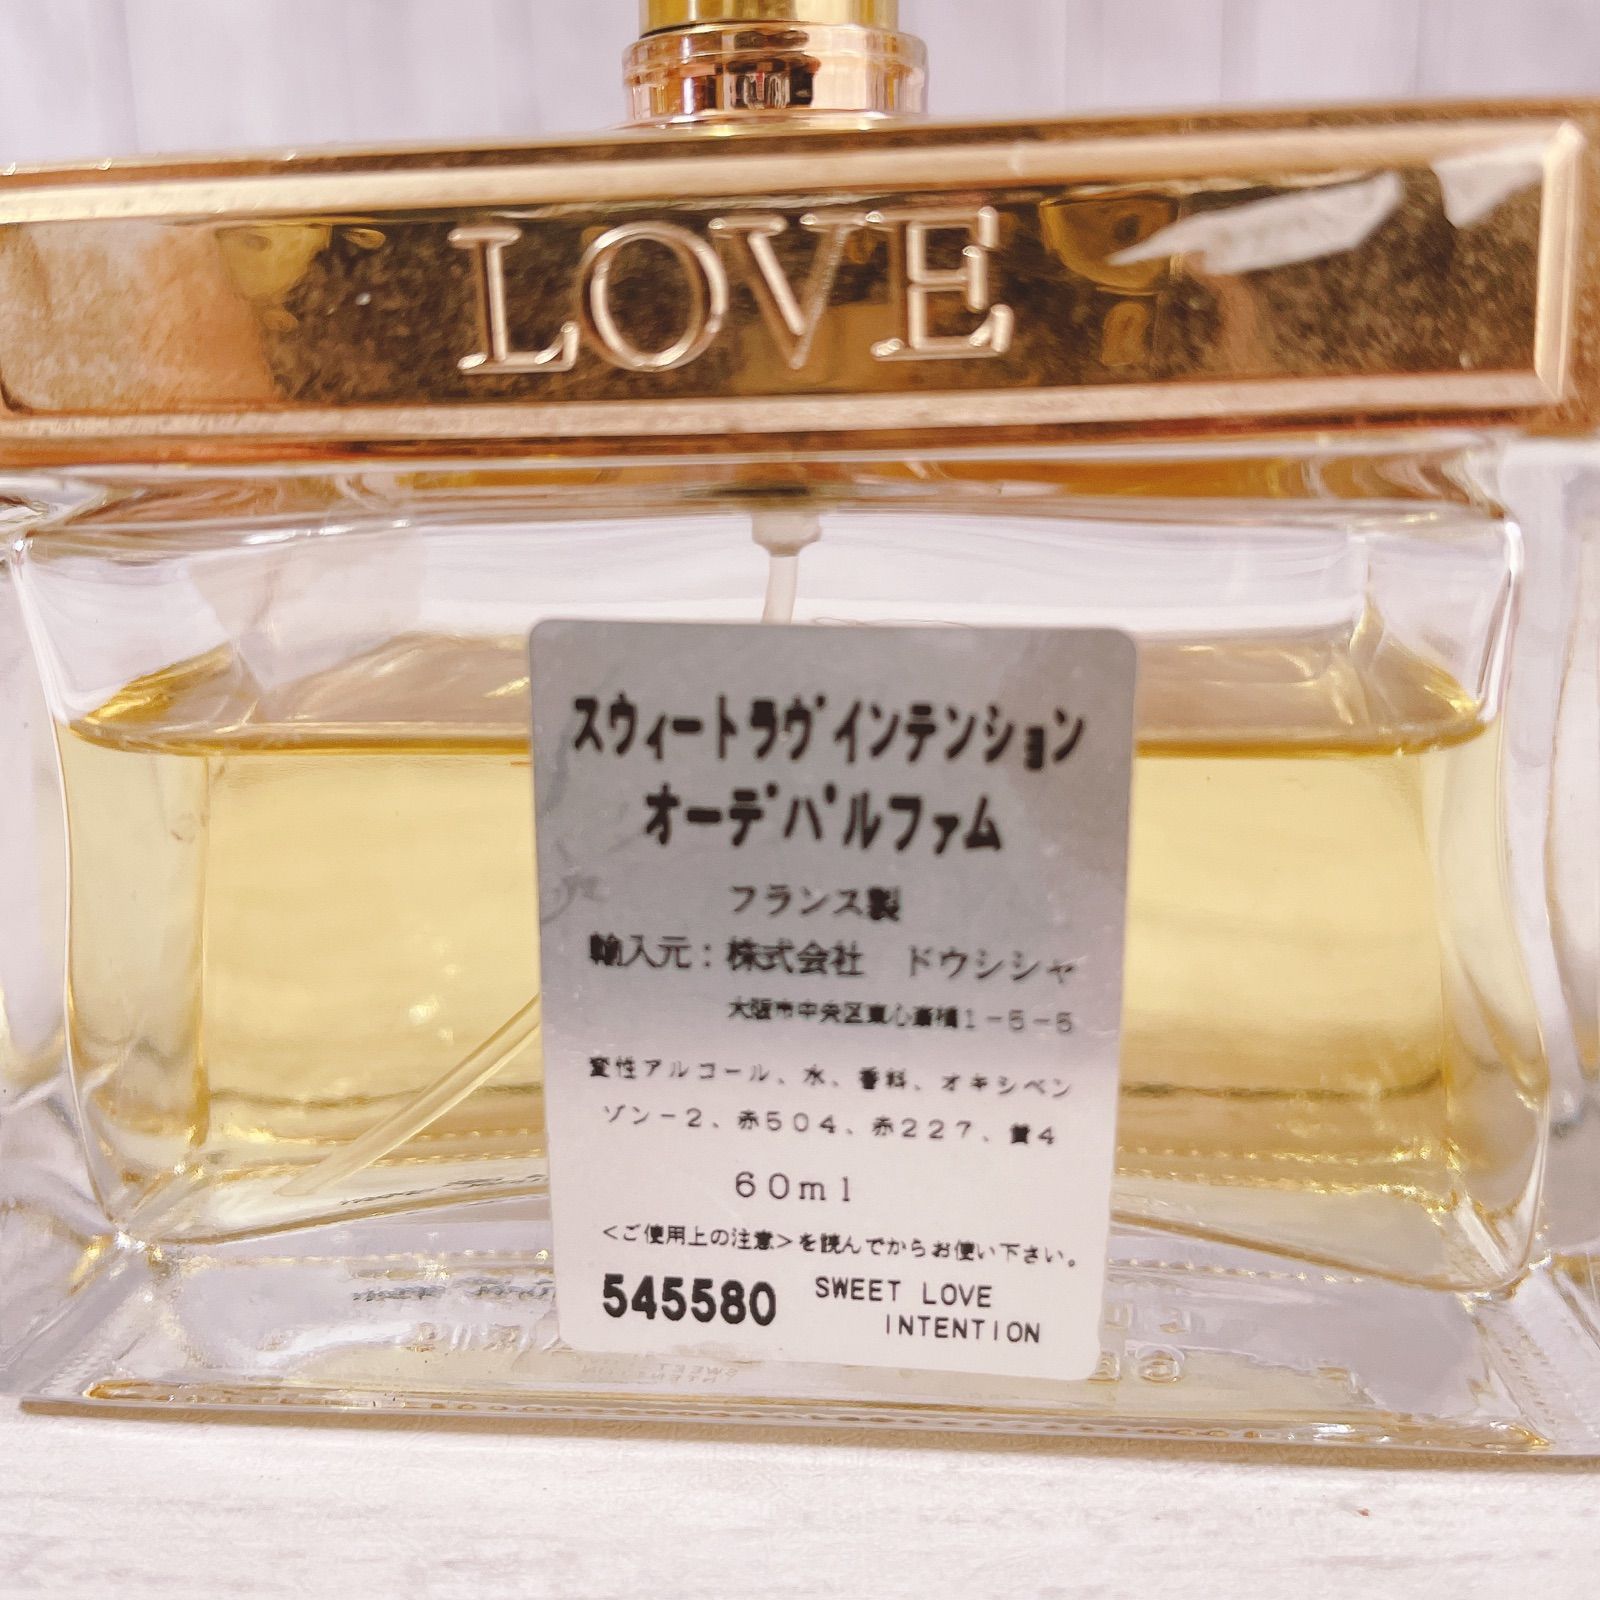 LOVE
スウィートラヴインテンション
オーデパルファム
フランス製
輸入元：株式会社　ドウシシャ
大阪市中央区東心斎橋１－５－５
変性アルコール、水、香料、オキシベン
ゾン－２、赤５０４、赤２２７、黄４
６０ｍｌ
＜ご使用上の注意＞を読んでからお使い下さい。
545580 SWEET LOVE
INTENTION